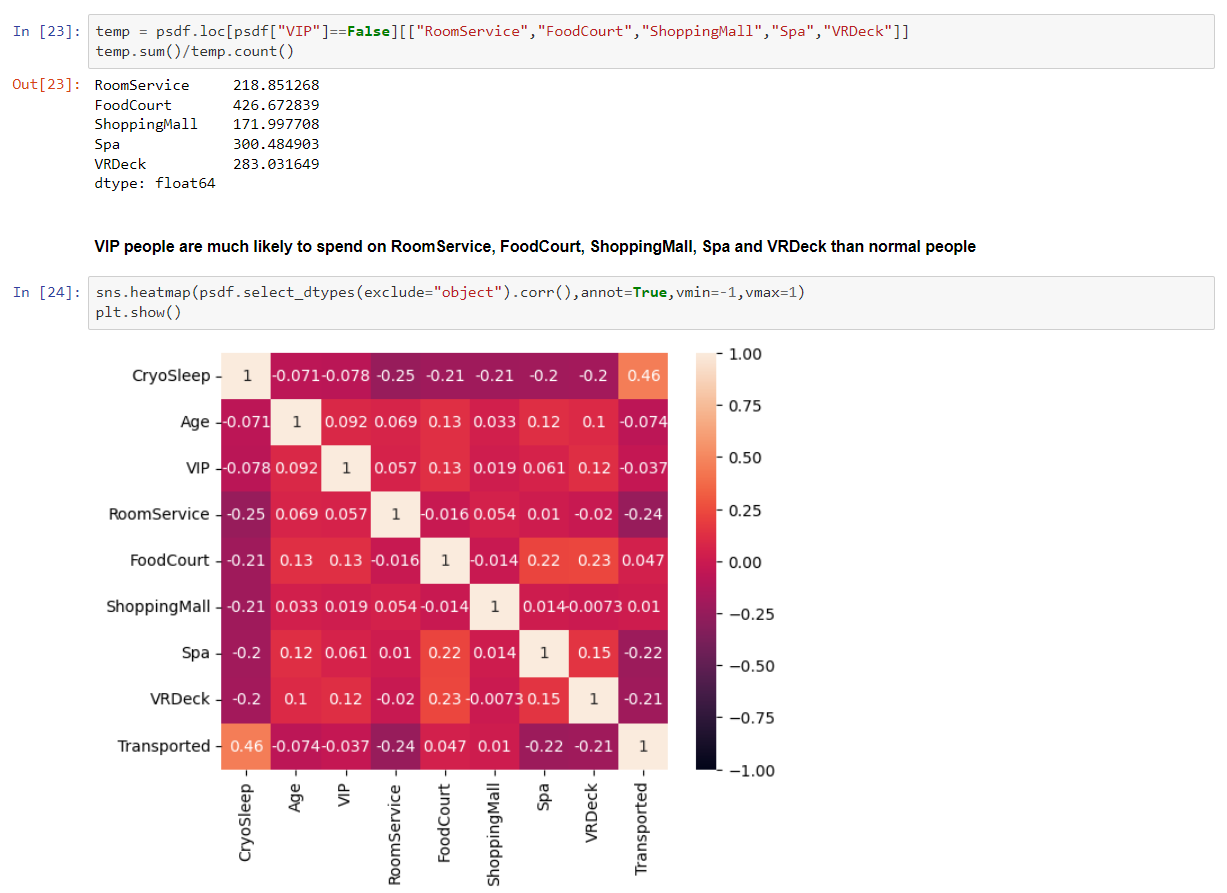 In [23]: temp = psdf.loc[psdf["VIP"]==False][["RoomService","FoodCourt","ShoppingMall","Spa","VRDeck"]]
temp.sum()/temp.count()
Out[23]: RoomService 218.851268
FoodCourt 426.672839
ShoppingMall 171.997708
Spa 300.484903
VRDeck 283.031649
dtype: float64
VIP people are much likely to spend on RoomService, FoodCourt, ShoppingMall, Spa and VRDeck than normal people
In [24]: sns.heatmap(psdf.select_dtypes(exclude="object").corr(),annot=True,vmin=-1,vmax=1)
plt.show()
CryoSleep 1 -0.071 -0.078 -0.25 -0.21 -0.21 -0.2 -0.2 0.46
Age -0.071 1 0.092 0.069 0.13 0.033 0.12 0.1 -0.074
VIP -0.078 0.092 1 0.057 0.13 0.019 0.061 0.12 -0.037
RoomService -0.25 0.069 0.057 1 -0.016 0.054 0.01 -0.02 -0.24
FoodCourt -0.21 0.13 0.13 -0.016 1 -0.014 0.22 0.23 0.047
ShoppingMall -0.21 0.033 0.019 0.054 -0.014 1 0.014 -0.0073 0.01
Spa -0.2 0.12 0.061 0.01 0.22 0.014 1 0.15 -0.22
VRDeck -0.2 0.1 0.12 -0.02 0.23 -0.0073 0.15 1 -0.21
Transported 0.46 -0.074 -0.037 -0.24 0.047 0.01 -0.22 -0.21 1
CryoSleep Age VIP RoomService FoodCourt ShoppingMall Spa VRDeck Transported
1.00
0.75
0.50
0.25
0.00
−0.25
−0.50
−0.75
−1.00